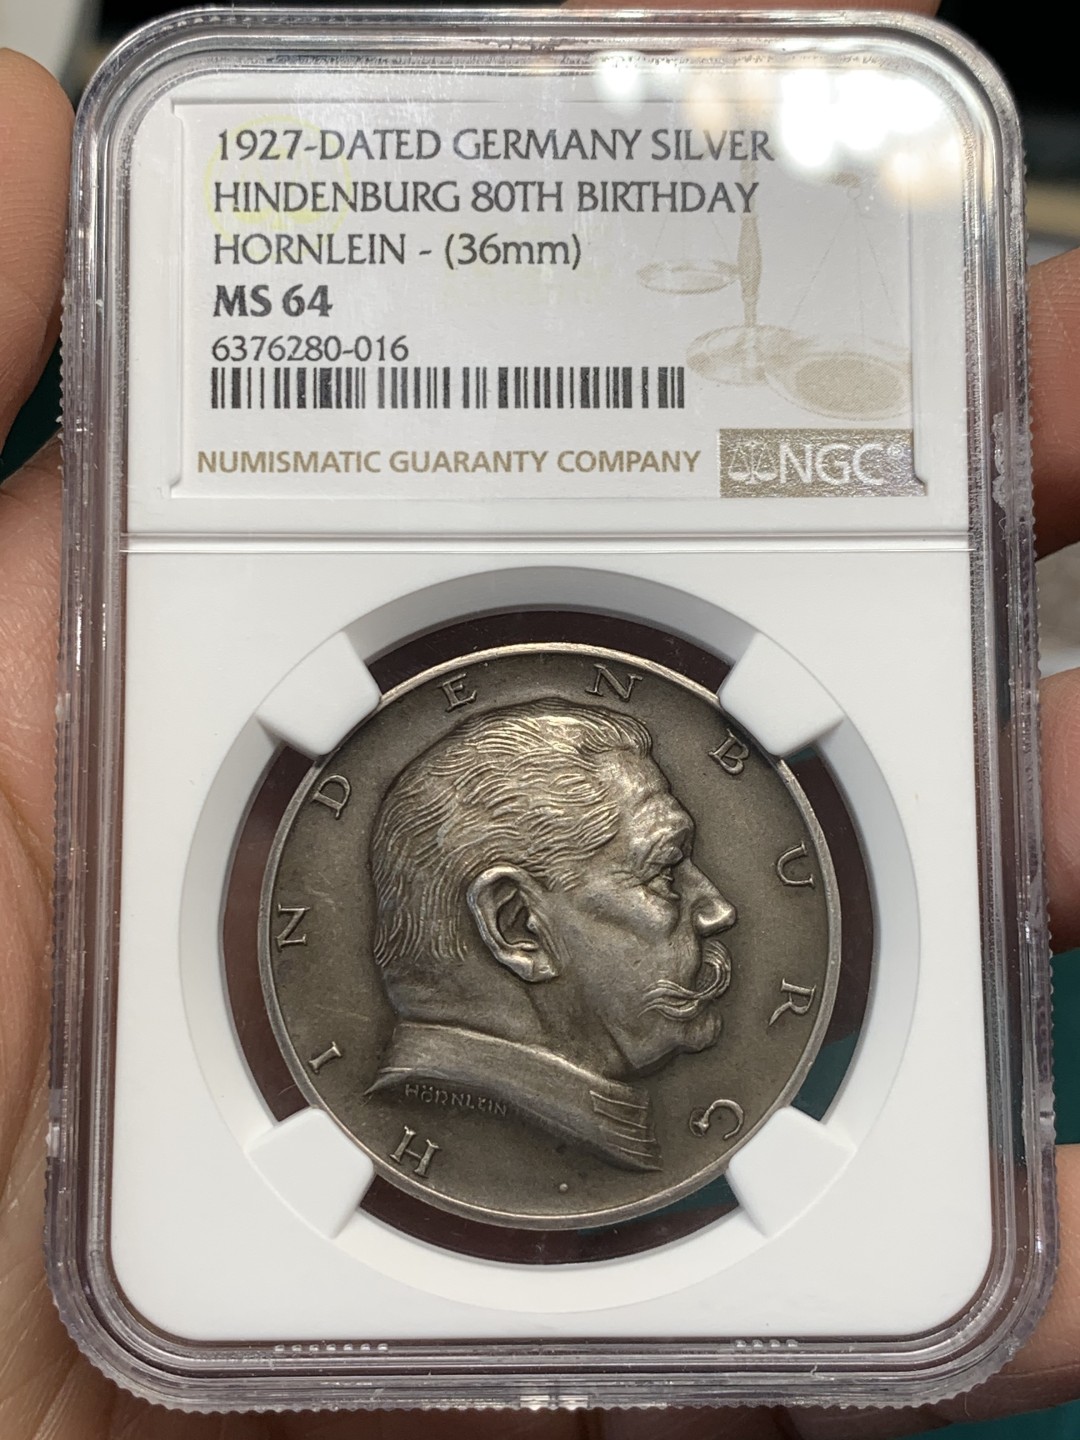 1927-DATED GERMANY SILVER
HINDENBURG 80TH BIRTHDAY
HORNLEIN - (36mm)
MS 64
6376280-016
NUMISMATIC GUARANTY COMPANY
NGC®
HINDENBURG
HÖRNLEIN